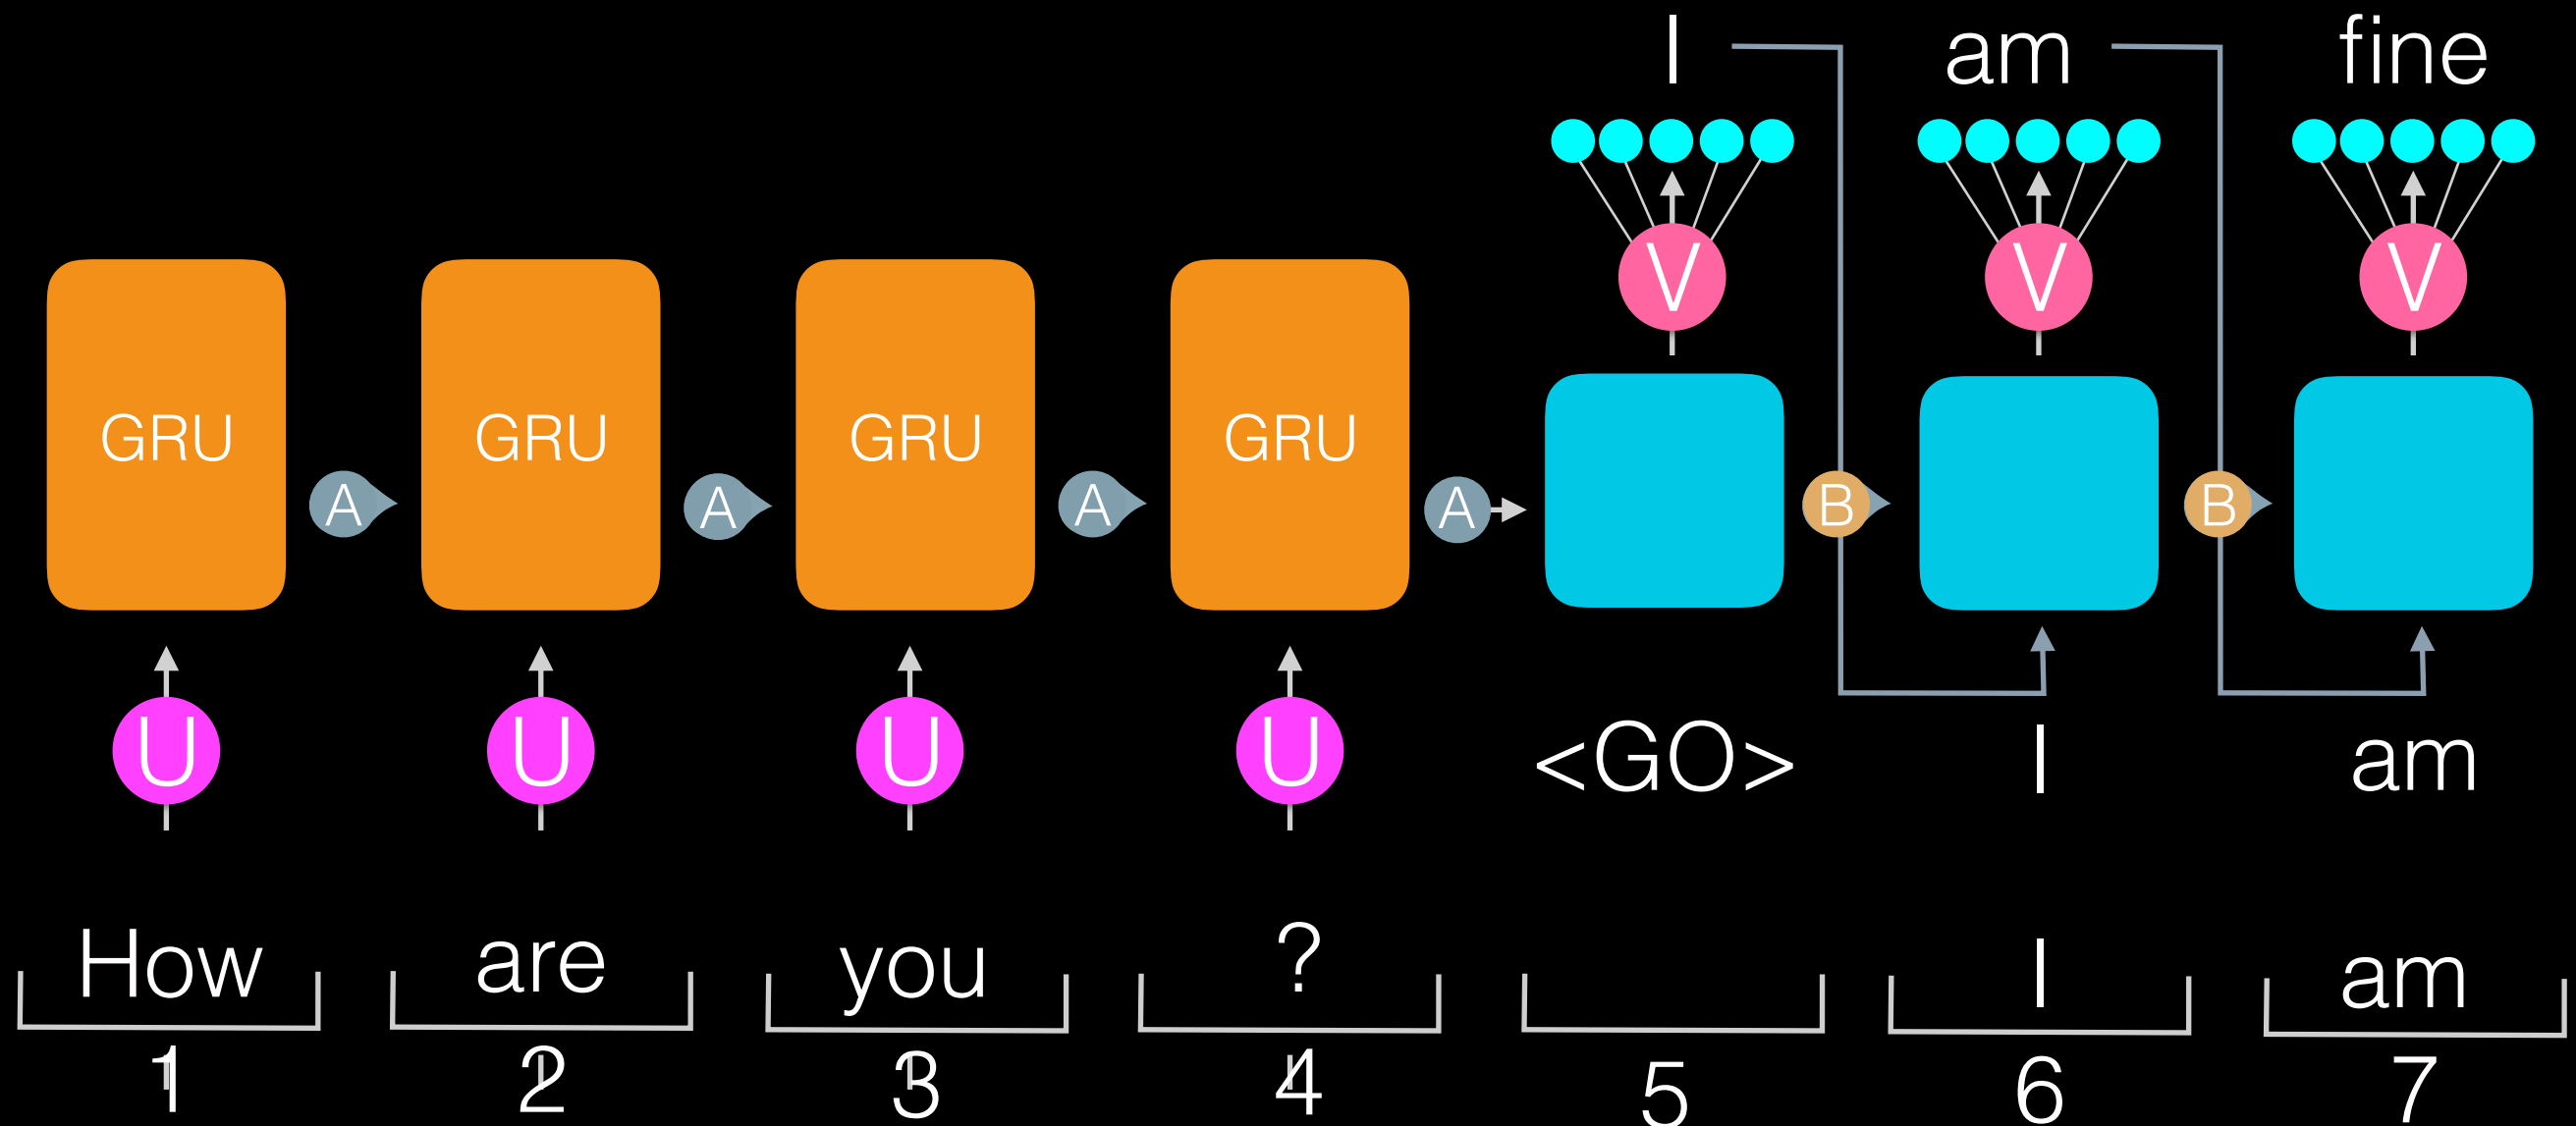 I am fine
V V V
GRU GRU GRU GRU
A A A A B B
U U U U <GO> I am
How are you ? I am
1 2 3 4 5 6 7